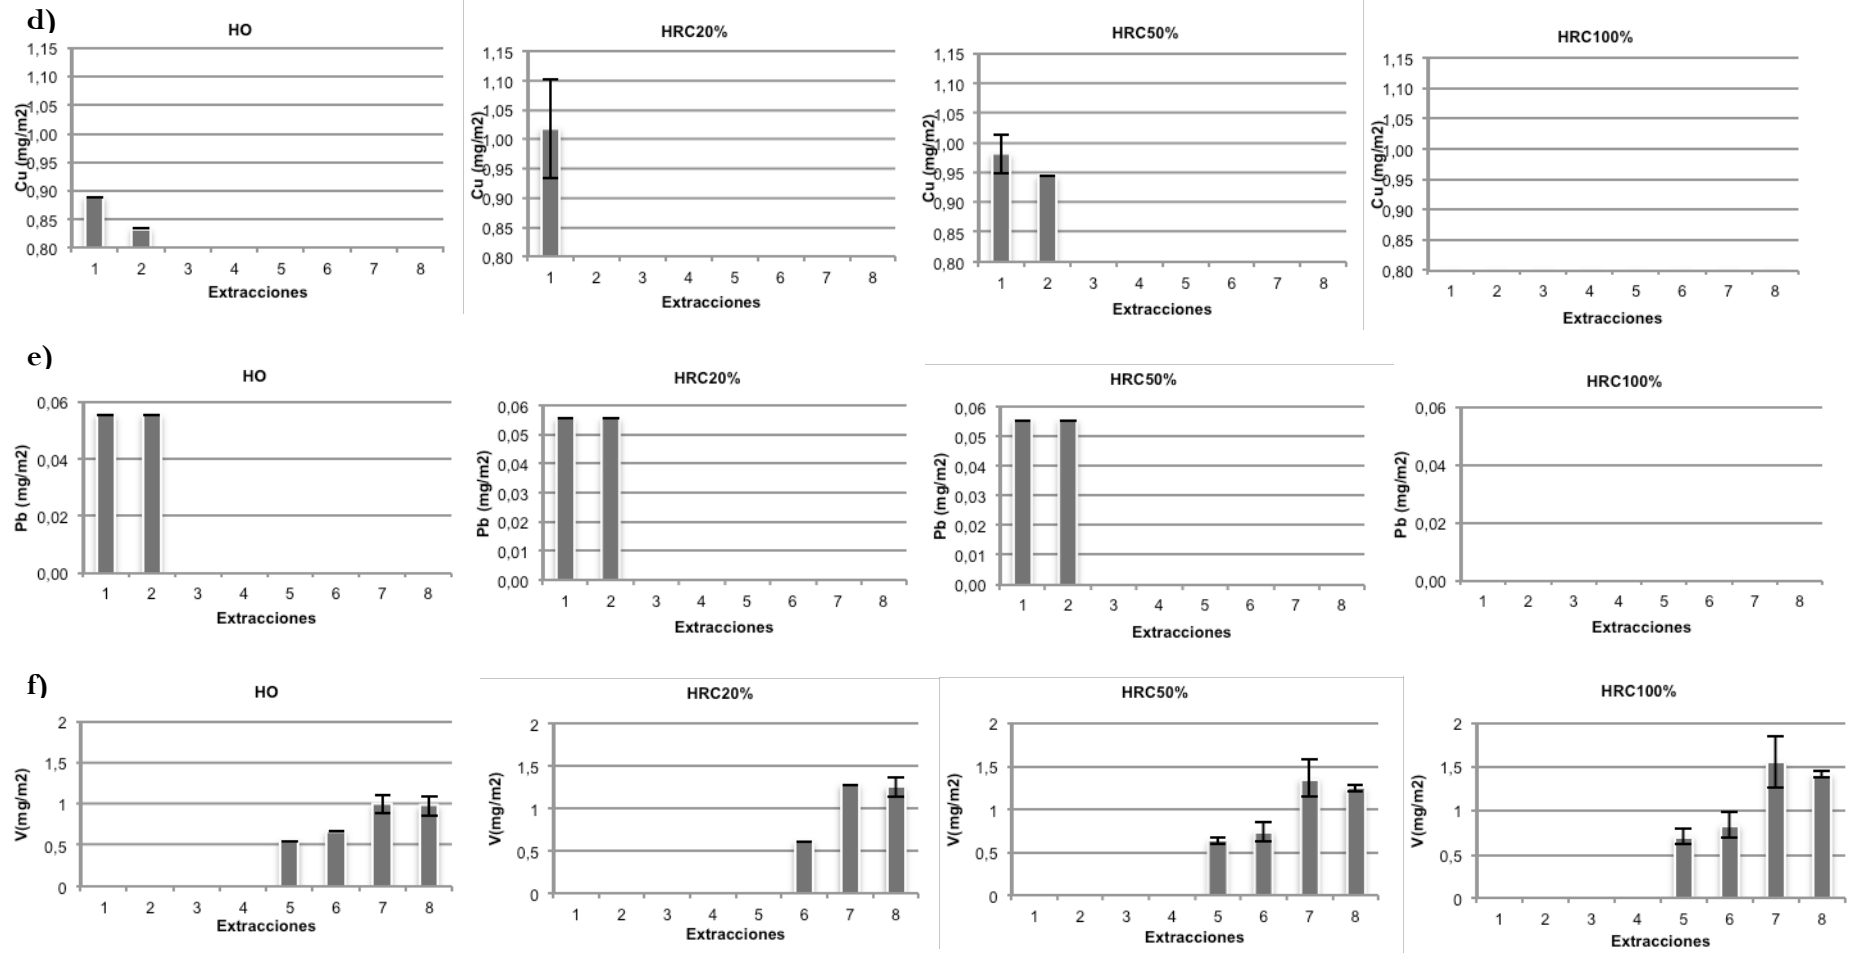 d)
HO
1,15
1,10
1,05
1,00
0,95
0,90
0,85
0,80
Cu (mg/m2)
1 2 3 4 5 6 7 8
Extracciones
HRC20%
1,15
1,10
1,05
1,00
0,95
0,90
0,85
0,80
Cu (mg/m2)
1 2 3 4 5 6 7 8
Extracciones
HRC50%
1,15
1,10
1,05
1,00
0,95
0,90
0,85
0,80
Cu (mg/m2)
1 2 3 4 5 6 7 8
Extracciones
HRC100%
1,15
1,10
1,05
1,00
0,95
0,90
0,85
0,80
Cu (mg/m2)
1 2 3 4 5 6 7 8
Extracciones
e)
HO
0,06
0,04
0,02
0,00
Pb (mg/m2)
1 2 3 4 5 6 7 8
Extracciones
HRC20%
0,06
0,05
0,04
0,03
0,02
0,01
0,00
Pb (mg/m2)
1 2 3 4 5 6 7 8
Extracciones
HRC50%
0,06
0,05
0,04
0,03
0,02
0,01
0,00
Pb (mg/m2)
1 2 3 4 5 6 7 8
Extracciones
HRC100%
0,06
0,04
0,02
0,00
Pb (mg/m2)
1 2 3 4 5 6 7 8
Extracciones
f)
HO
2
1,5
1
0,5
0
V(mg/m2)
1 2 3 4 5 6 7 8
Extracciones
HRC20%
2
1,5
1
0,5
0
V(mg/m2)
1 2 3 4 5 6 7 8
Extracciones
HRC50%
2
1,5
1
0,5
0
V(mg/m2)
1 2 3 4 5 6 7 8
Extracciones
HRC100%
2
1,5
1
0,5
0
V(mg/m2)
1 2 3 4 5 6 7 8
Extracciones